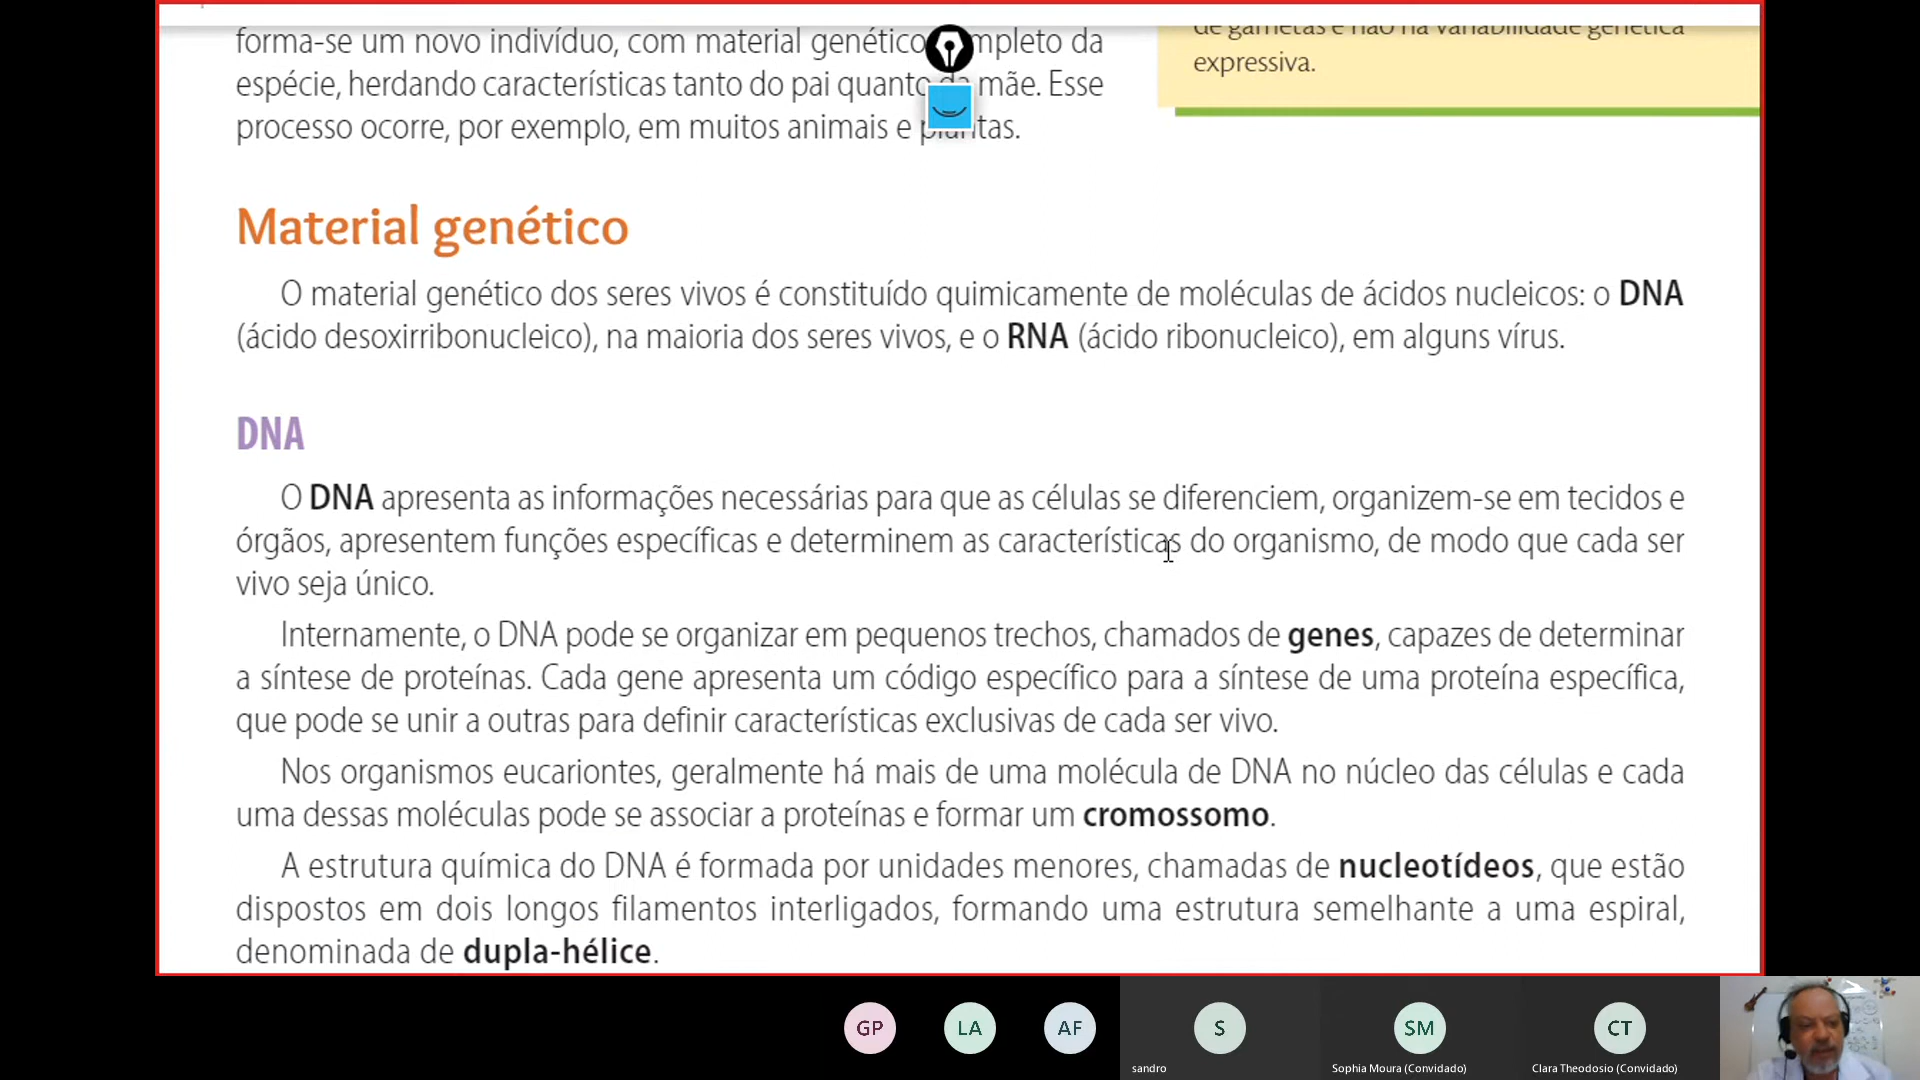 forma-se um novo indivíduo, com material genético completo da
espécie, herdando características tanto do pai quanto da mãe. Esse
processo ocorre, por exemplo, em muitos animais e plantas.
de gametas e não na variabilidade genética
expressiva.
Material genético
O material genético dos seres vivos é constituído quimicamente de moléculas de ácidos nucleicos: o DNA
(ácido desoxirribonucleico), na maioria dos seres vivos, e o RNA (ácido ribonucleico), em alguns vírus.
DNA
O DNA apresenta as informações necessárias para que as células se diferenciem, organizem-se em tecidos e
órgãos, apresentem funções específicas e determinem as características do organismo, de modo que cada ser
vivo seja único.
Internamente, o DNA pode se organizar em pequenos trechos, chamados de genes, capazes de determinar
a síntese de proteínas. Cada gene apresenta um código específico para a síntese de uma proteína específica,
que pode se unir a outras para definir características exclusivas de cada ser vivo.
Nos organismos eucariontes, geralmente há mais de uma molécula de DNA no núcleo das células e cada
uma dessas moléculas pode se associar a proteínas e formar um cromossomo.
A estrutura química do DNA é formada por unidades menores, chamadas de nucleotídeos, que estão
dispostos em dois longos filamentos interligados, formando uma estrutura semelhante a uma espiral,
denominada de dupla-hélice.
GP LA AF S SM CT
sandro Sophia Moura (Convidado) Clara Theodosio (Convidado)